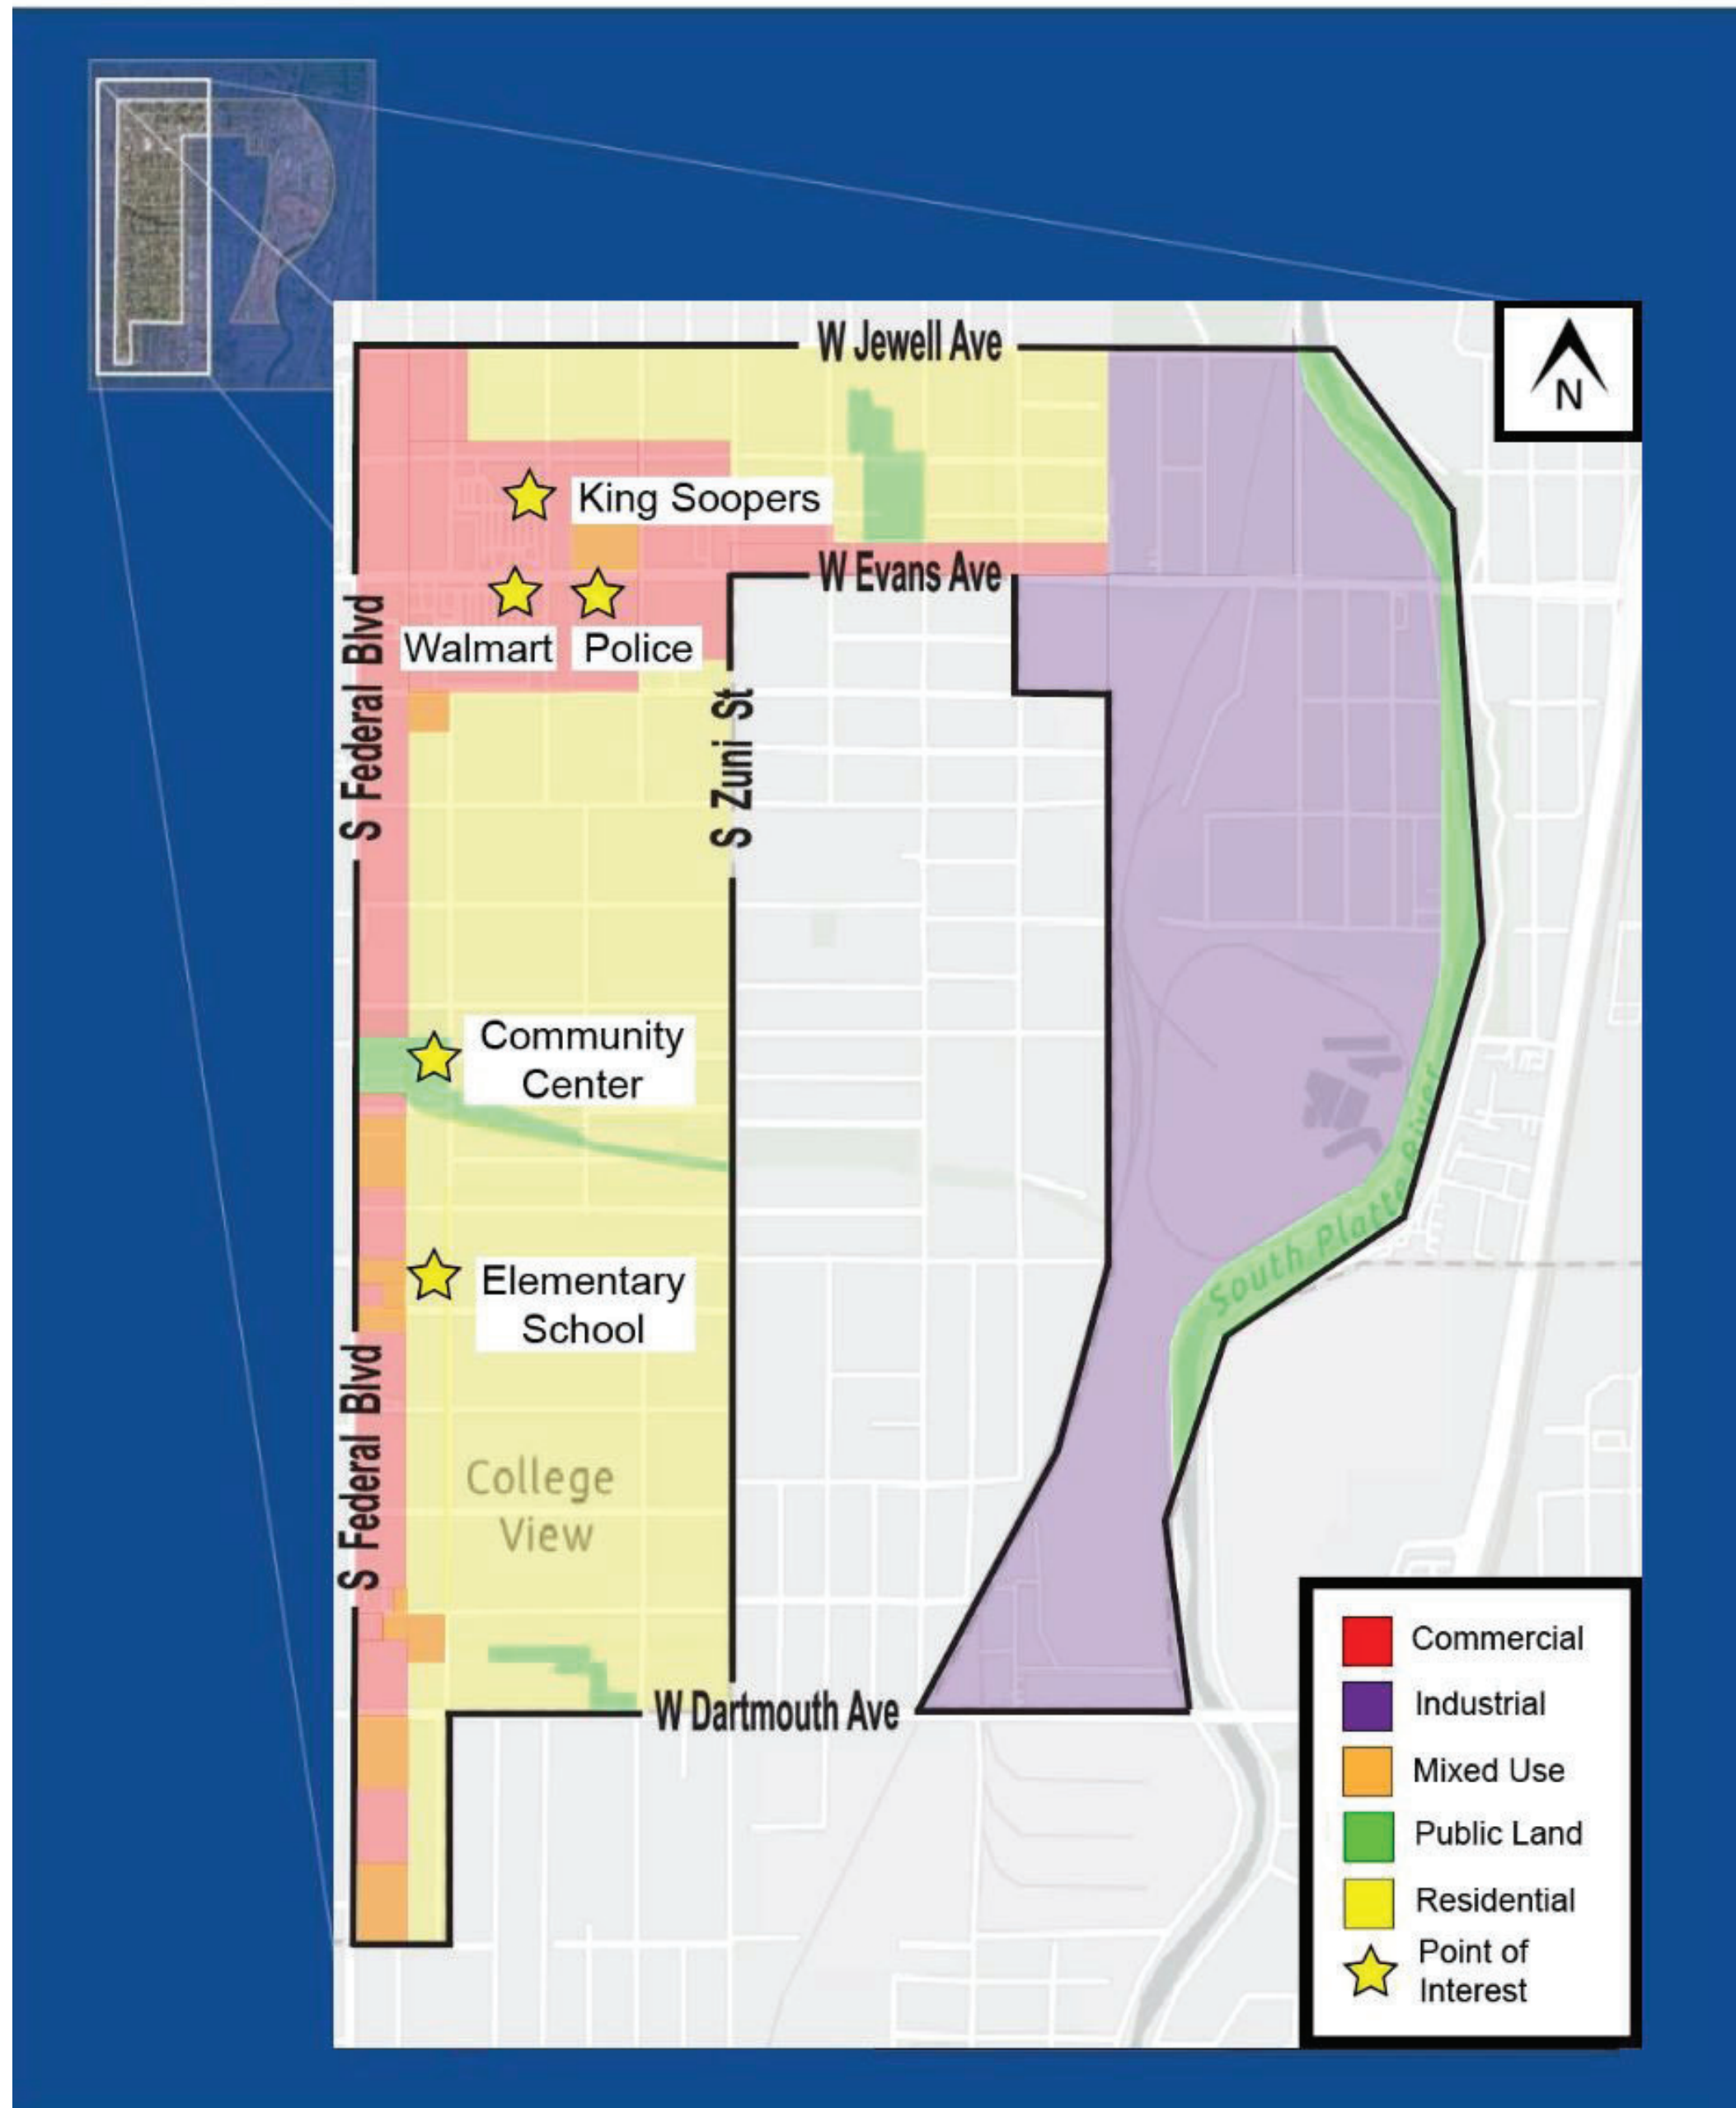 W Jewell Ave
N
King Soopers
W Evans Ave
Walmart
Police
S Federal Blvd
S Zuni St
Community
Center
Elementary
School
South Platte River
S Federal Blvd
College
View
W Dartmouth Ave
Commercial
Industrial
Mixed Use
Public Land
Residential
Point of
Interest